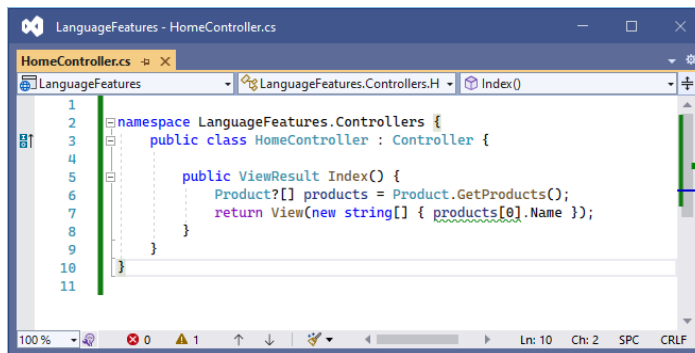 LanguageFeatures - HomeController.cs
HomeController.cs
LanguageFeatures LanguageFeatures.Controllers.H Index()
1
2 namespace LanguageFeatures.Controllers {
3 public class HomeController : Controller {
4
5 public ViewResult Index() {
6 Product?[] products = Product.GetProducts();
7 return View(new string[] { products[0].Name });
8 }
9 }
10 }
11
100 % 0 1 Ln: 10 Ch: 2 SPC CRLF